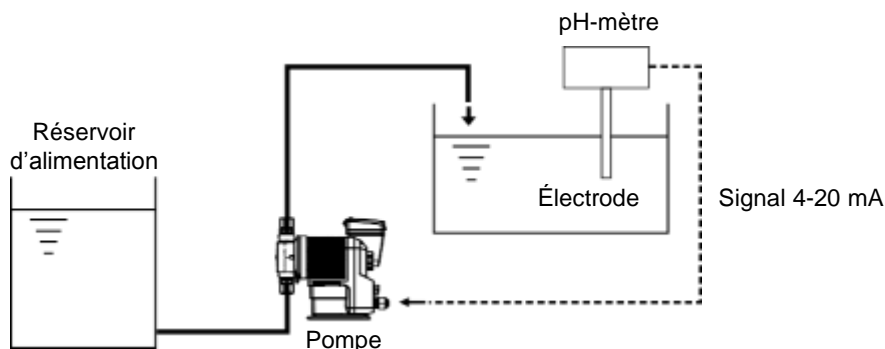 pH-mètre
Réservoir
d'alimentation
Électrode
Signal 4-20 mA
Pompe